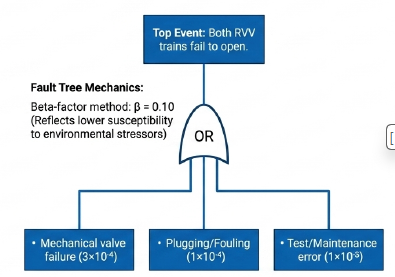 Top Event: Both RVV
trains fail to open.
Fault Tree Mechanics:
Beta-factor method: β = 0.10
(Reflects lower susceptibility
to environmental stressors)
OR
• Mechanical valve
failure (3×10⁻⁴)
• Plugging/Fouling
(1×10⁻⁴)
• Test/Maintenance
error (1×10⁻⁵)